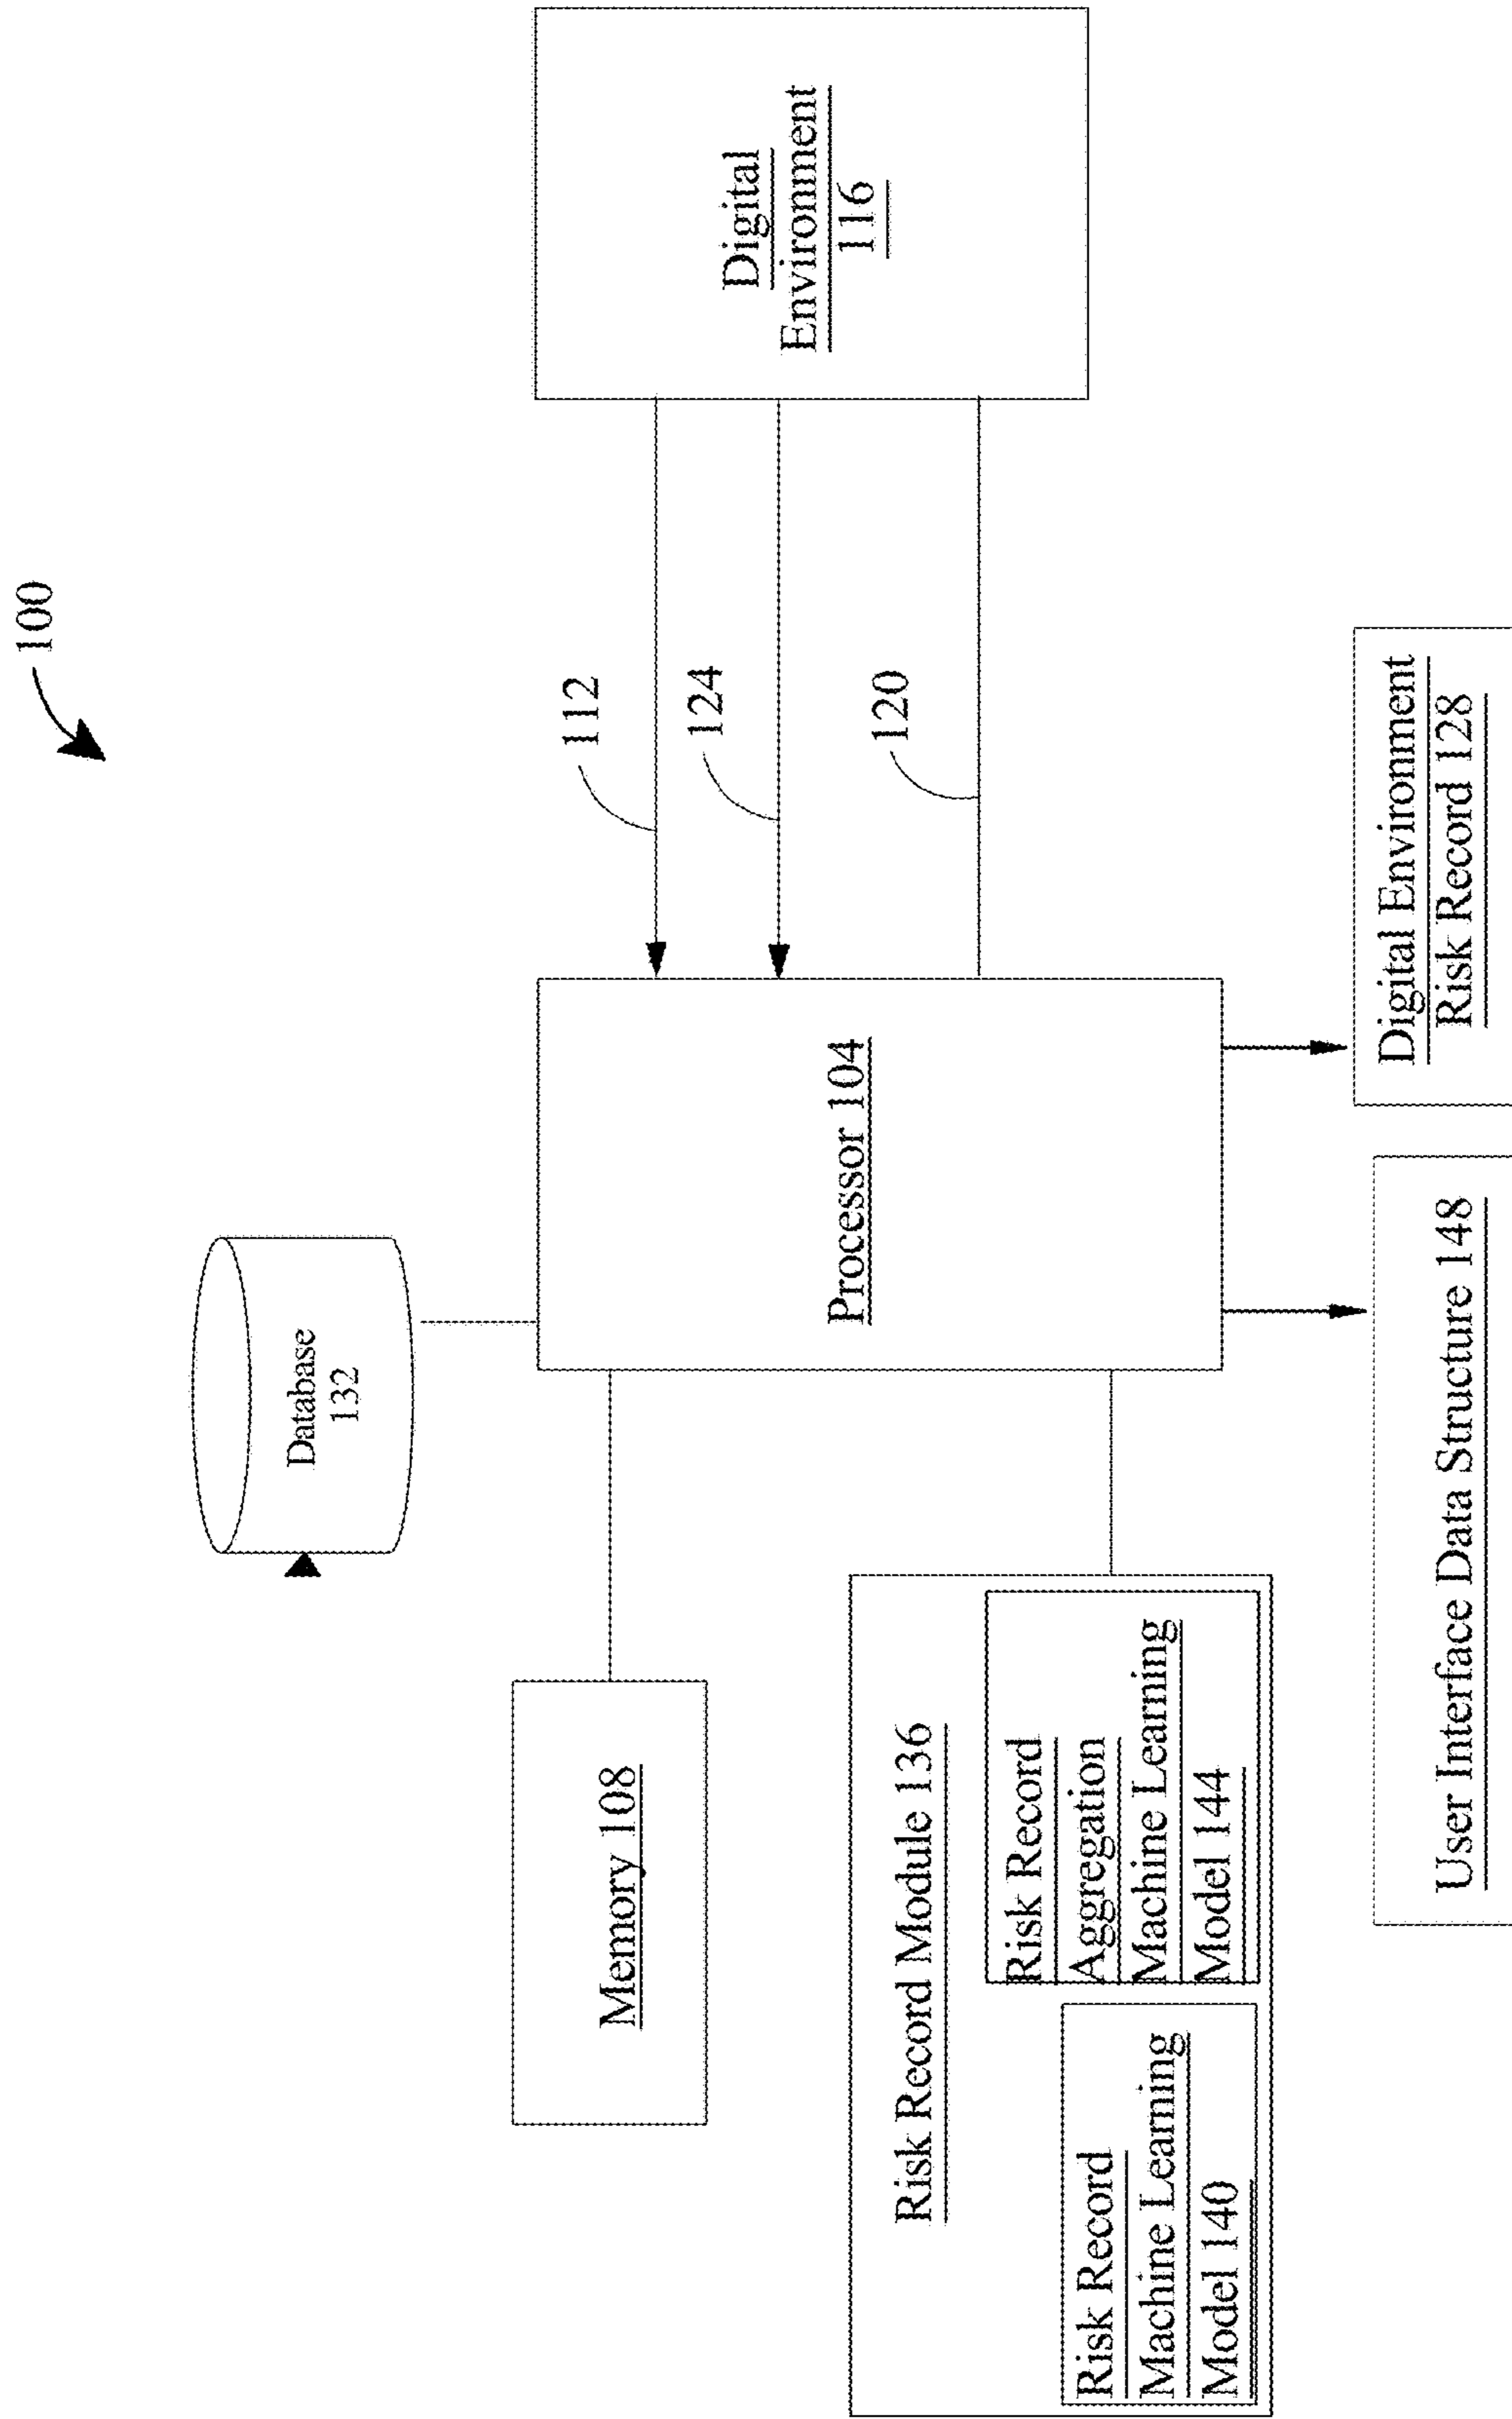 100
Database
132
Memory 108
Processor 104
112
124
120
Digital
Environment
116
Risk Record Module 136
Risk Record
Machine Learning
Model 140
Risk Record
Aggregation
Machine Learning
Model 144
User Interface Data Structure 148
Digital Environment
Risk Record 128